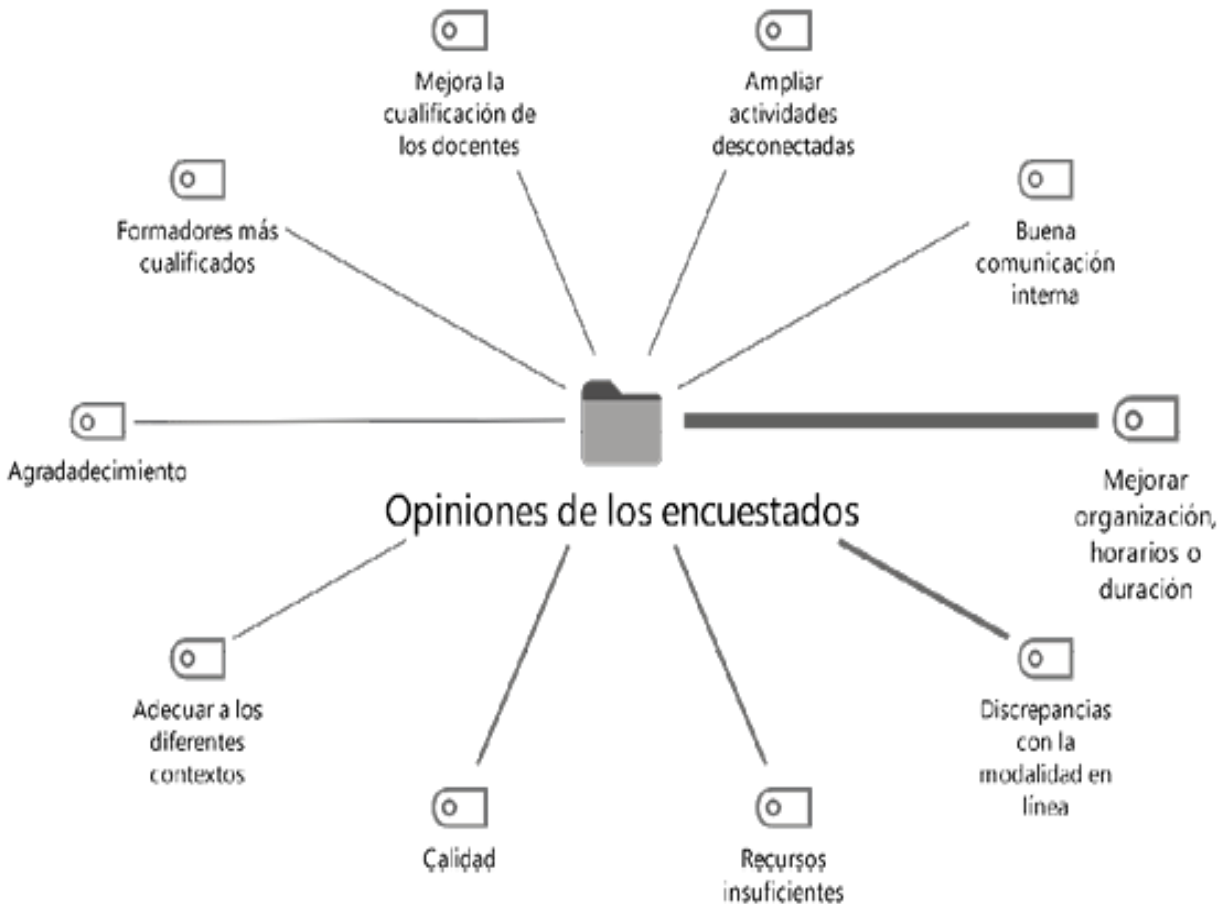 Mejora la
cualificación de
los docentes
Ampliar
actividades
desconectadas
Formadores más
cualificados
Buena
comunicación
interna
Agradadecimiento
Opiniones de los encuestados
Mejorar
organización,
horarios o
duración
Adecuar a los
diferentes
contextos
Discrepancias
con la
modalidad en
línea
Calidad
Recursos
insuficientes